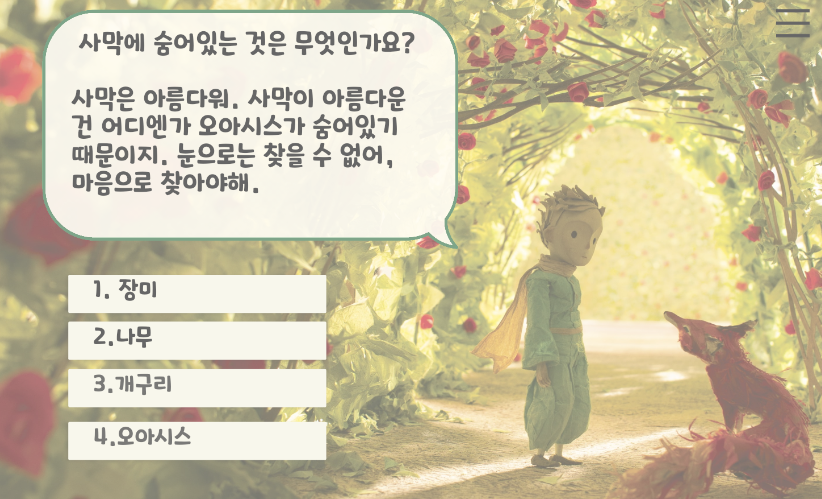 사막에 숨어있는 것은 무엇인가요?
사막은 아름다워. 사막이 아름다운
건 어디엔가 오아시스가 숨어있기
때문이지. 눈으로는 찾을 수 없어,
마음으로 찾아야해.
1. 장미
2.나무
3.개구리
4.오아시스